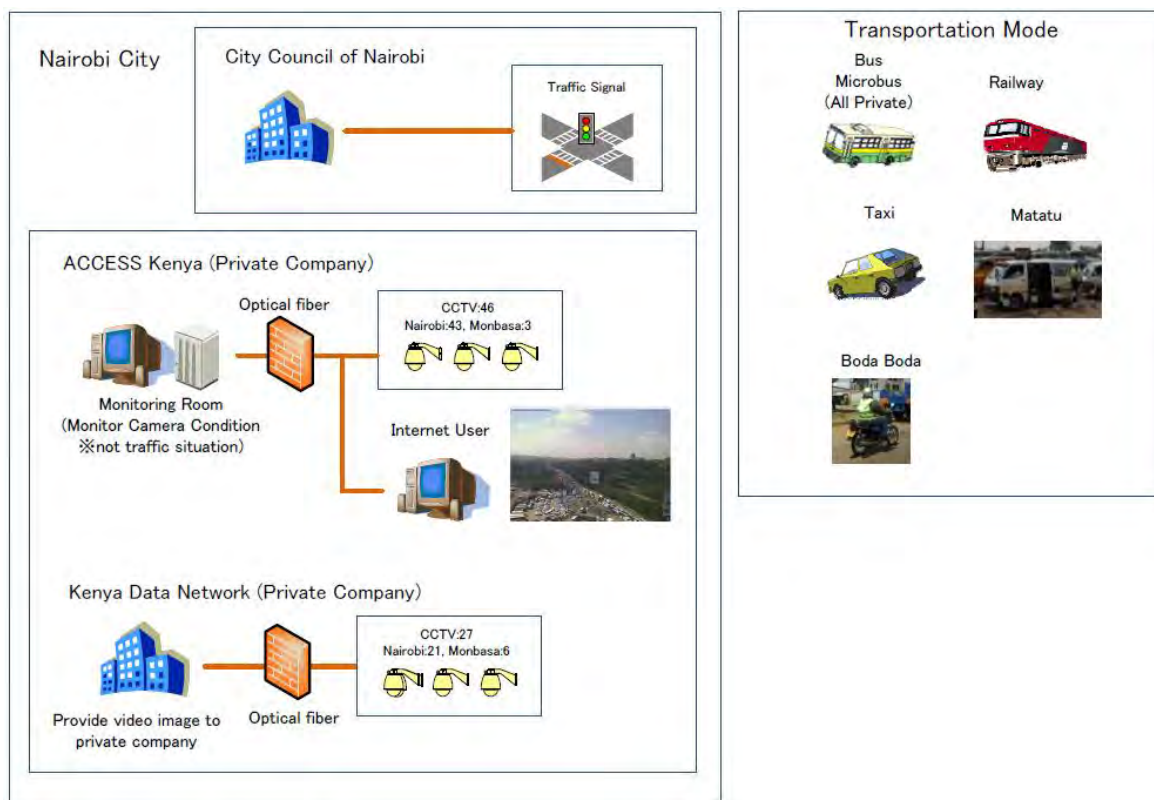 Nairobi City
City Council of Nairobi
Traffic Signal
ACCESS Kenya (Private Company)
Optical fiber
CCTV:46
Nairobi:43, Monbasa:3
Monitoring Room
(Monitor Camera Condition
※not traffic situation)
Internet User
Kenya Data Network (Private Company)
CCTV:27
Nairobi:21, Monbasa:6
Provide video image to
private company
Optical fiber
Transportation Mode
Bus
Microbus
(All Private)
Railway
Taxi
Matatu
Boda Boda